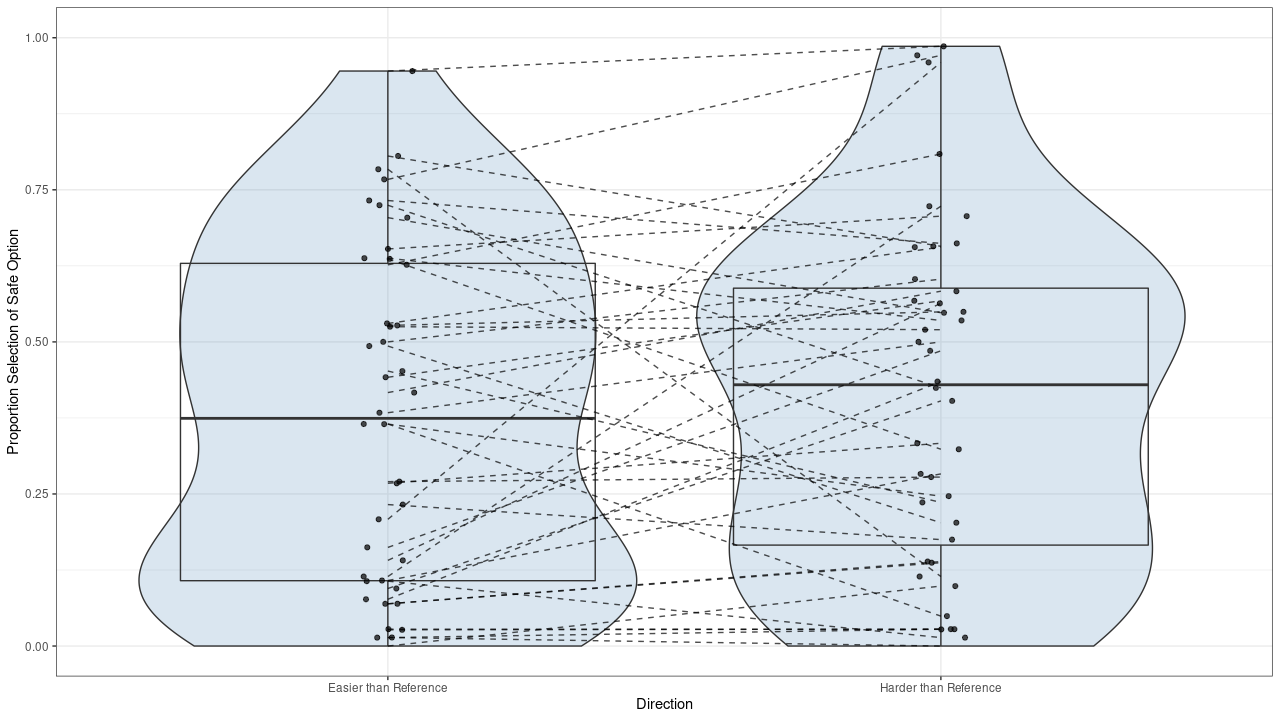 1.00
0.75
0.50
0.25
0.00
Proportion Selection of Safe Option
Easier than Reference
Harder than Reference
Direction